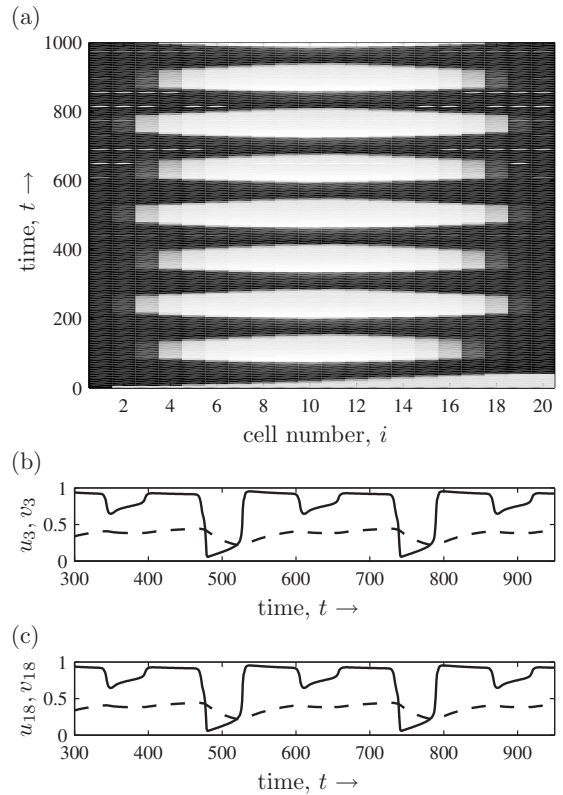 (a)
1000
800
600
400
200
0
time, t →
2 4 6 8 10 12 14 16 18 20
cell number, i
(b)
1
0.5
0
u₃, v₃
300 400 500 600 700 800 900
time, t →
(c)
1
0.5
0
u₁₈, v₁₈
300 400 500 600 700 800 900
time, t →